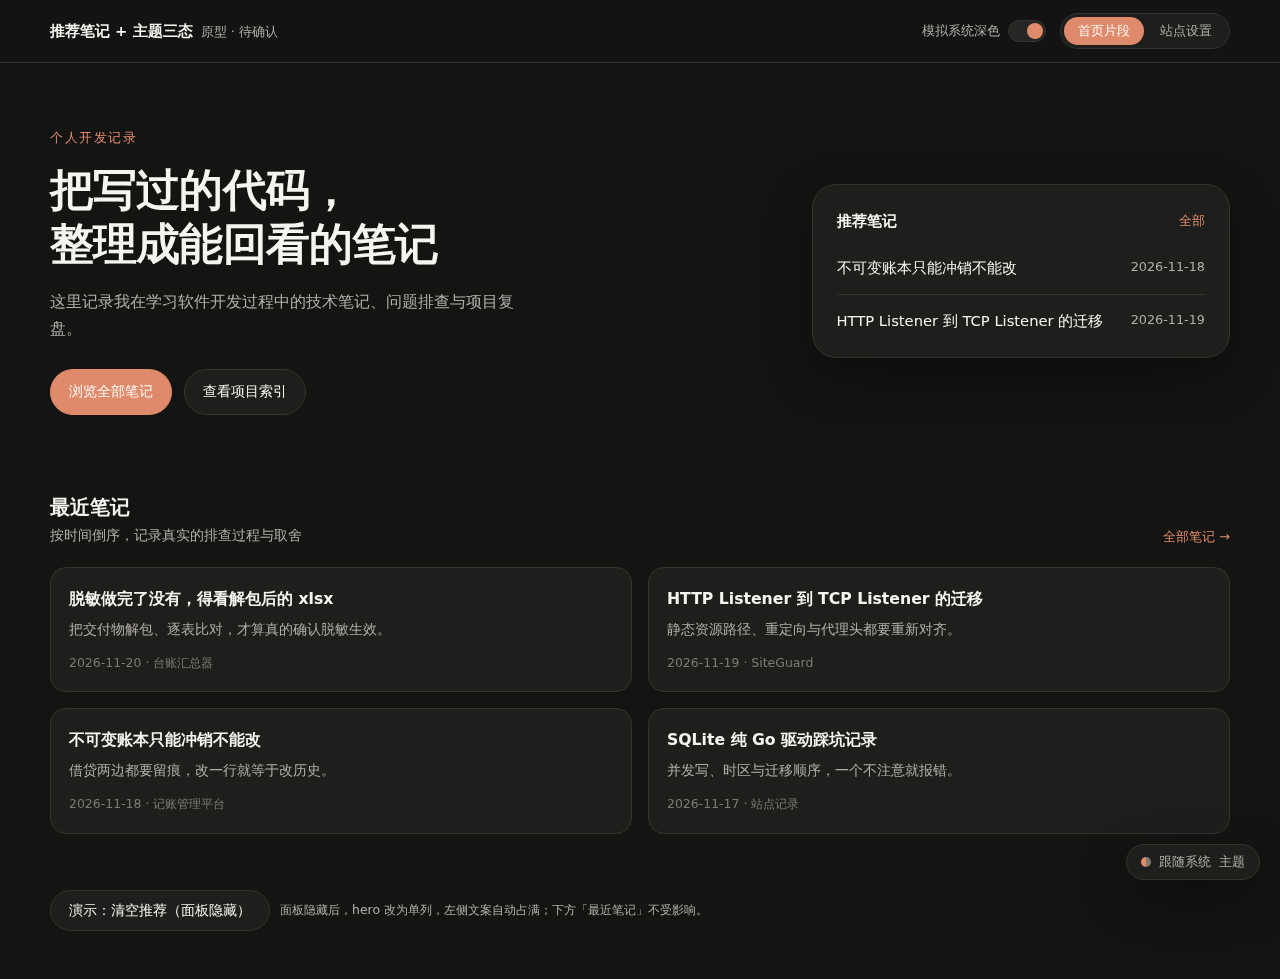 推荐笔记 + 主题三态 原型 · 待确认
模拟系统深色
首页片段
站点设置
个人开发记录
把写过的代码，
整理成能回看的笔记
这里记录我在学习软件开发过程中的技术笔记、问题排查与项目复
盘。
浏览全部笔记
查看项目索引
推荐笔记
全部
不可变账本只能冲销不能改
2026-11-18
HTTP Listener 到 TCP Listener 的迁移
2026-11-19
最近笔记
按时间倒序，记录真实的排查过程与取舍
全部笔记 →
脱敏做完了没有，得看解包后的 xlsx
把交付物解包、逐表比对，才算真的确认脱敏生效。
2026-11-20 · 台账汇总器
HTTP Listener 到 TCP Listener 的迁移
静态资源路径、重定向与代理头都要重新对齐。
2026-11-19 · SiteGuard
不可变账本只能冲销不能改
借贷两边都要留痕，改一行就等于改历史。
2026-11-18 · 记账管理平台
SQLite 纯 Go 驱动踩坑记录
并发写、时区与迁移顺序，一个不注意就报错。
2026-11-17 · 站点记录
跟随系统 主题
演示：清空推荐（面板隐藏）
面板隐藏后，hero 改为单列，左侧文案自动占满；下方「最近笔记」不受影响。